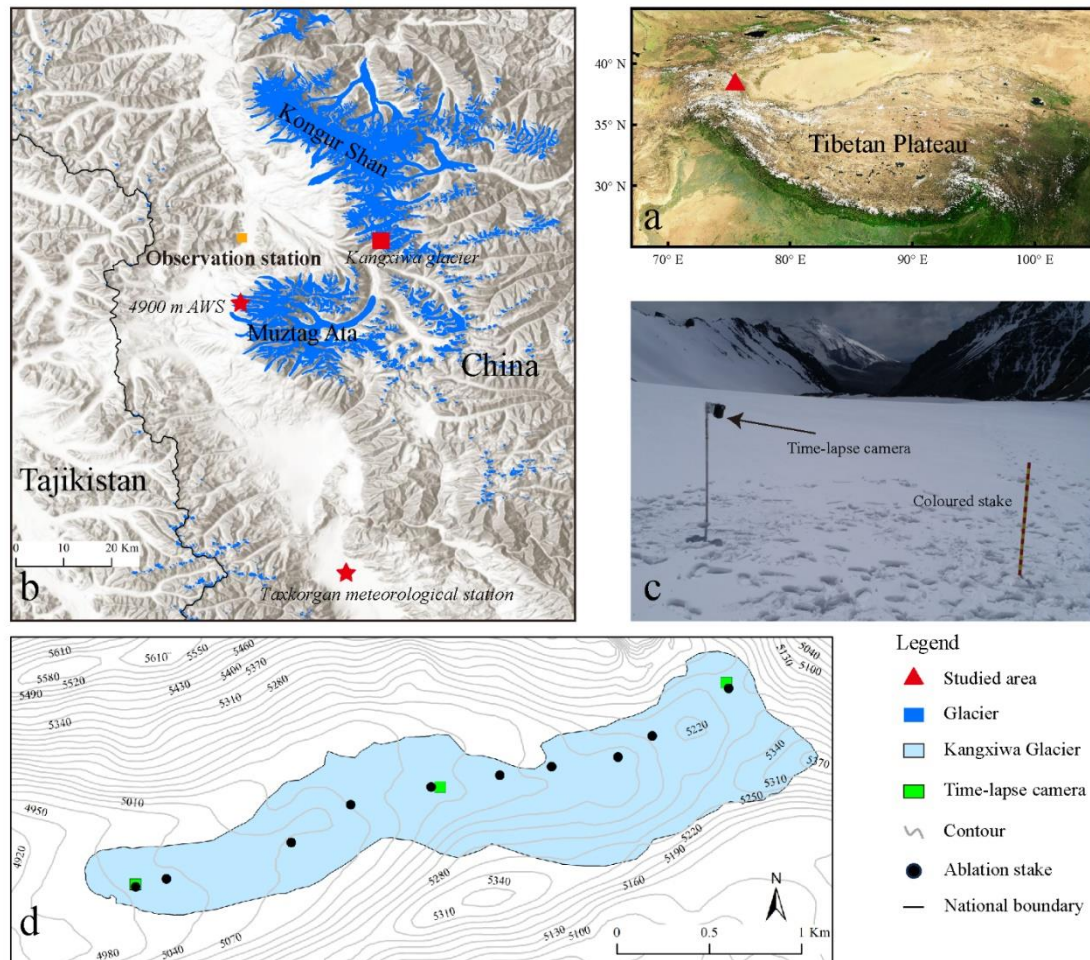 Kongur Shan
Observation station
Kangxiwa glacier
4900 m AWS
Muztag Ata
China
Tajikistan
0 10 20 Km
b
Taxkorgan meteorological station
40° N
35° N
30° N
Tibetan Plateau
a
70° E 80° E 90° E 100° E
Time-lapse camera
Coloured stake
c
5610
5580
5490
5520
5610
5550
5430
5460
5400
5370
5310
5280
5340
5010
4950
4920
4980
5040
5070
5280
5340
5310
5130
5100
5160
5190
5220
5250
5220
5340
5310
5370
5040
5130
5100
N
0 0.5 1 Km
d
Legend
Studied area
Glacier
Kangxiwa Glacier
Time-lapse camera
Contour
Ablation stake
National boundary